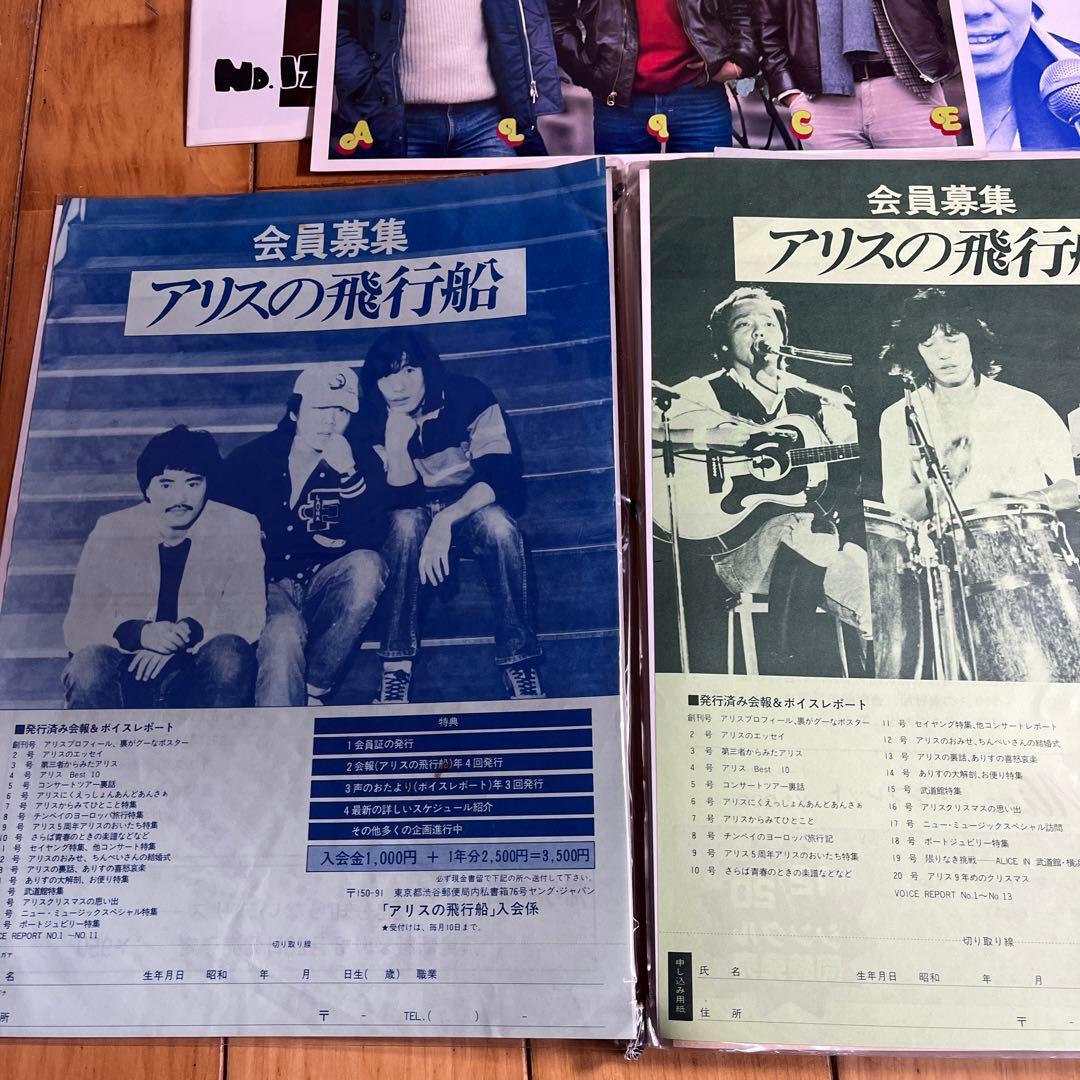 No. 17
A L I C E
会員募集
アリスの飛行船
■発行済み会報&ボイスレポート
創刊号 アリスプロフィール、裏がグーなポスター
2 号 アリスのエッセイ
3 号 第三者からみたアリス
4 号 アリス Best 10
5 号 コンサートツアー裏話
6 号 アリスにくえっしょんあんどあんさぁ
7 号 アリスからみてひとこと特集
8 号 チンペイのヨーロッパ旅行特集
9 号 アリス5周年アリスのおいたち特集
10 号 さらば青春のときの楽譜などなど
号 セイヤング特集、他コンサート特集
2 号 アリスのおみせ、ちんぺいさんの結婚式
3 号 アリスの裏話、ありすの喜怒哀楽
号 ありすの大解剖、お便り特集
号 武道館特集
号 アリスクリスマスの思い出
号 ニュー・ミュージックスペシャル特集
号 ポートジュビリー特集
ICE REPORT NO.1 〜NO.11
特典
1 会員証の発行
2 会報(アリスの飛行船)年4回発行
3 声のおたより(ボイスレポート)年3回発行
4 最新の詳しいスケジュール紹介
その他多くの企画進行中
入会金1,000円 + 1年分2,500円=3,500円
必ず現金書留で下記の所へ送付して下さい。
〒150-91 東京都渋谷郵便局内私書箱76号ヤング・ジャパン
「アリスの飛行船」入会係
★受付けは、毎月10日まで。
切り取り線
名 生年月日 昭和 年 月 日生( 歳) 職業
所 〒 - TEL.( ) -
会員募集
アリスの飛行船
■発行済み会報&ボイスレポート
創刊号 アリスプロフィール、裏がグーなポスター
2 号 アリスのエッセイ
3 号 第三者からみたアリス
4 号 アリス Best 10
5 号 コンサートツアー裏話
6 号 アリスにくえっしょんあんどあんさぁ
7 号 アリスからみてひとこと
8 号 チンペイのヨーロッパ旅行記
9 号 アリス5周年アリスのおいたち特集
10 号 さらば青春のときの楽譜などなど
11 号 セイヤング特集、他コンサートレポート
12 号 アリスのおみせ、ちんぺいさんの結婚式
13 号 アリスの裏話、ありすの喜怒哀楽
14 号 ありすの大解剖、お便り特集
15 号 武道館特集
16 号 アリスクリスマスの思い出
17 号 ニュー・ミュージックスペシャル訪問
18 号 ポートジュビリー特集
19 号 限りなき挑戦――ALICE IN 武道館・横浜
20 号 アリス9年めのクリスマス
VOICE REPORT No.1〜No.13
切り取り線
申し込み用紙
氏 名 生年月日 昭和 年 月
住 所 〒 -